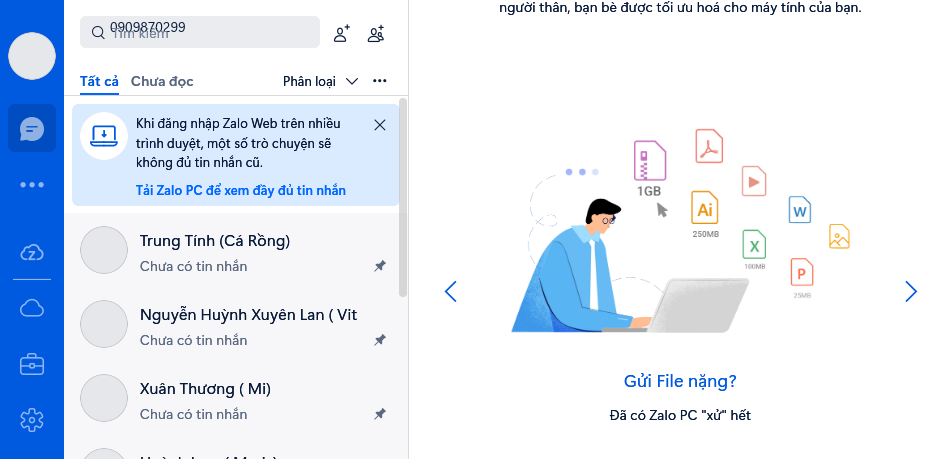 người thân, bạn bè được tối ưu hoá cho máy tính của bạn.
0909870299
Tìm kiếm
Tất cả
Chưa đọc
Phân loại
Khi đăng nhập Zalo Web trên nhiều
trình duyệt, một số trò chuyện sẽ
không đủ tin nhắn cũ.
Tải Zalo PC để xem đầy đủ tin nhắn
Trung Tính (Cá Rồng)
Chưa có tin nhắn
Nguyễn Huỳnh Xuyên Lan ( Vit
Chưa có tin nhắn
Xuân Thương ( Mi)
Chưa có tin nhắn
Z
1GB
Ai
250MB
W
X
100MB
P
25MB
Gửi File nặng?
Đã có Zalo PC "xử" hết